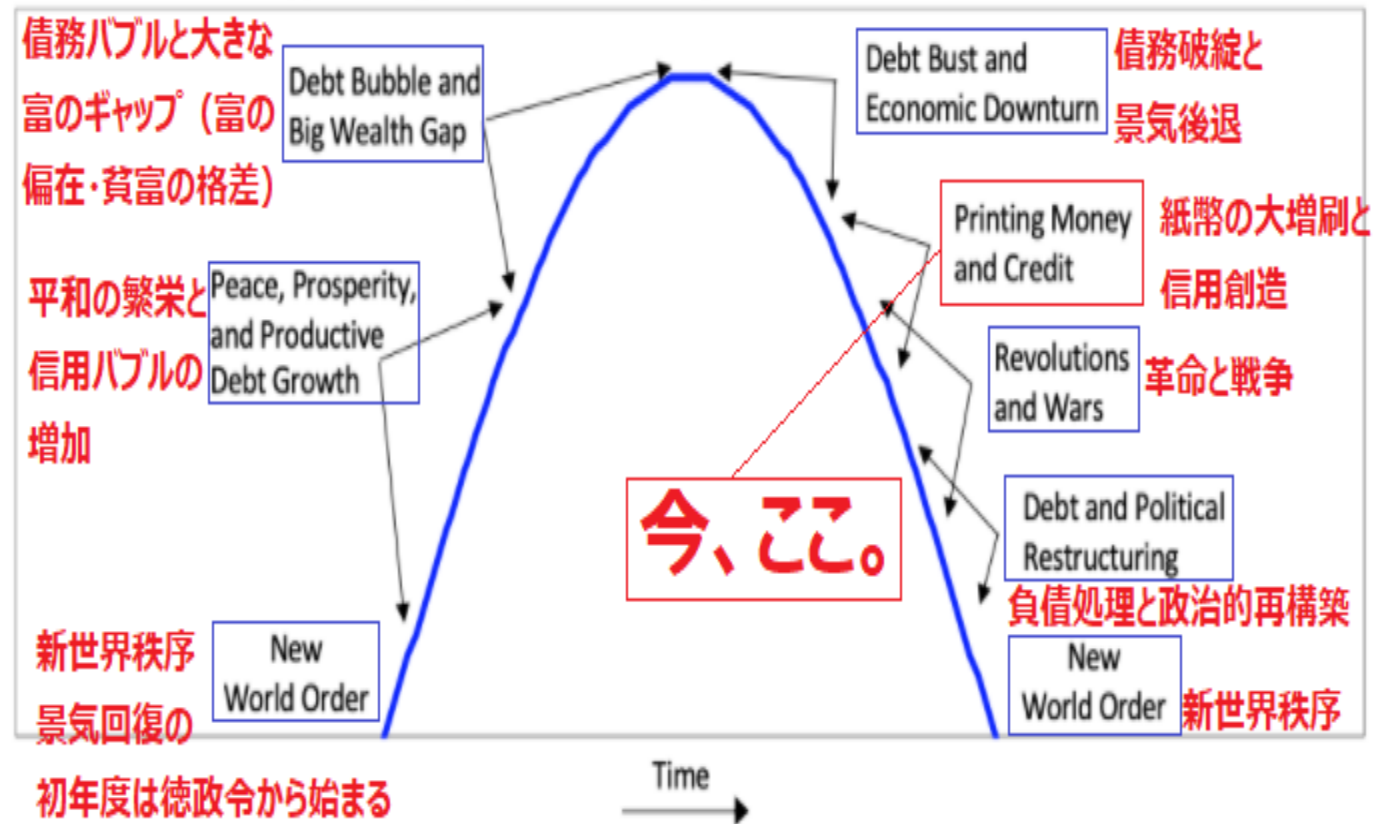 債務バブルと大きな
富のギャップ（富の
偏在・貧富の格差）
Debt Bubble and
Big Wealth Gap
Debt Bust and
Economic Downturn
債務破綻と
景気後退
Printing Money
and Credit
紙幣の大増刷と
信用創造
平和の繁栄と
信用バブルの
増加
Peace, Prosperity,
and Productive
Debt Growth
Revolutions
and Wars
革命と戦争
今、ここ。
Debt and Political
Restructuring
負債処理と政治的再構築
新世界秩序
景気回復の
初年度は徳政令から始まる
New
World Order
New
World Order
新世界秩序
Time